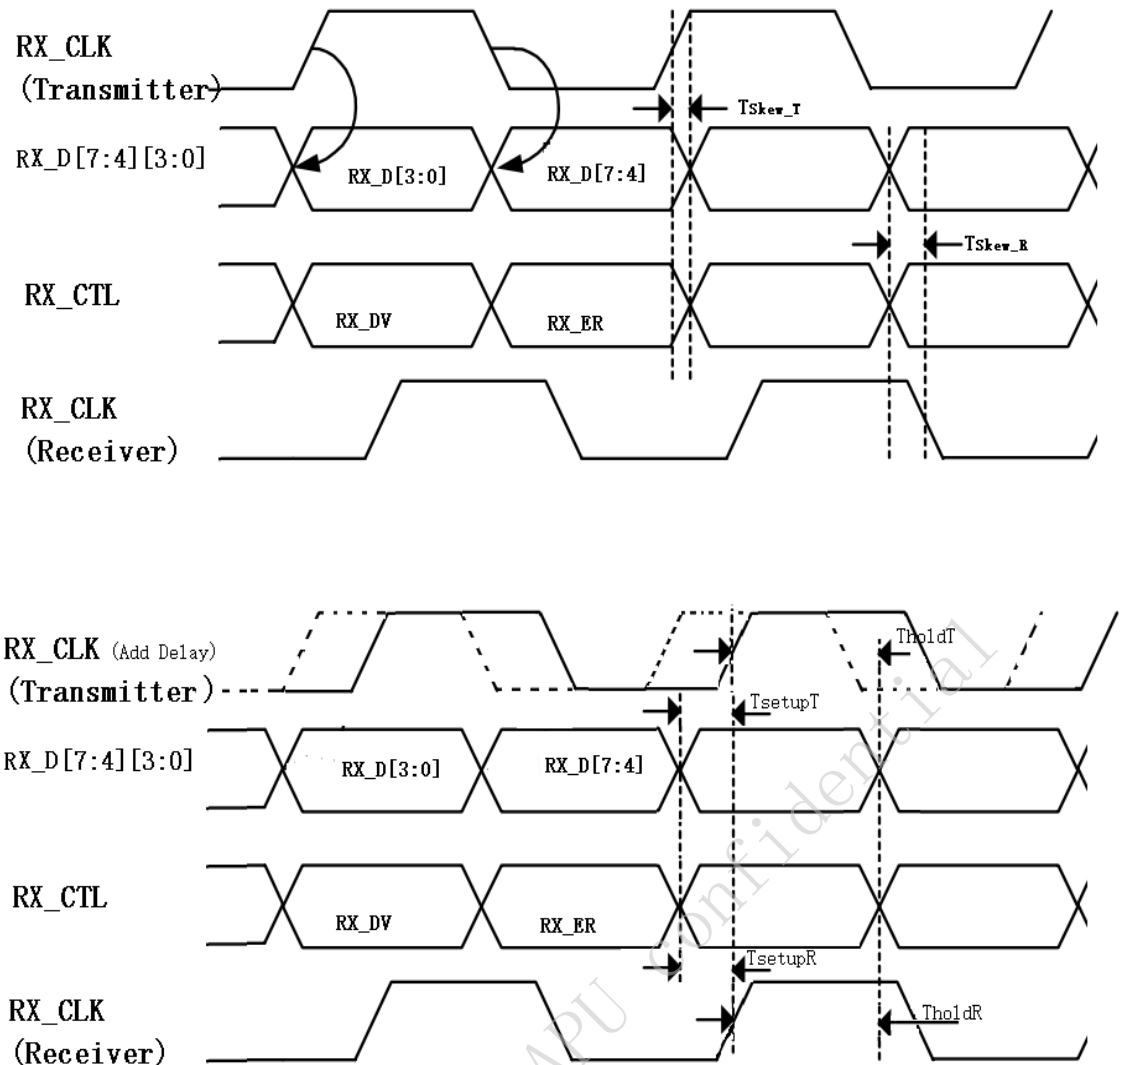 RX_CLK
(Transmitter)
TSkew_T
RX_D[7:4][3:0]
RX_D[3:0]
RX_D[7:4]
TSkew_R
RX_CTL
RX_DV
RX_ER
RX_CLK
(Receiver)
RX_CLK (Add Delay)
(Transmitter)
TholdT
TsetupT
RX_D[7:4][3:0]
RX_D[3:0]
RX_D[7:4]
RX_CTL
RX_DV
RX_ER
TsetupR
RX_CLK
(Receiver)
TholdR
APU confidential